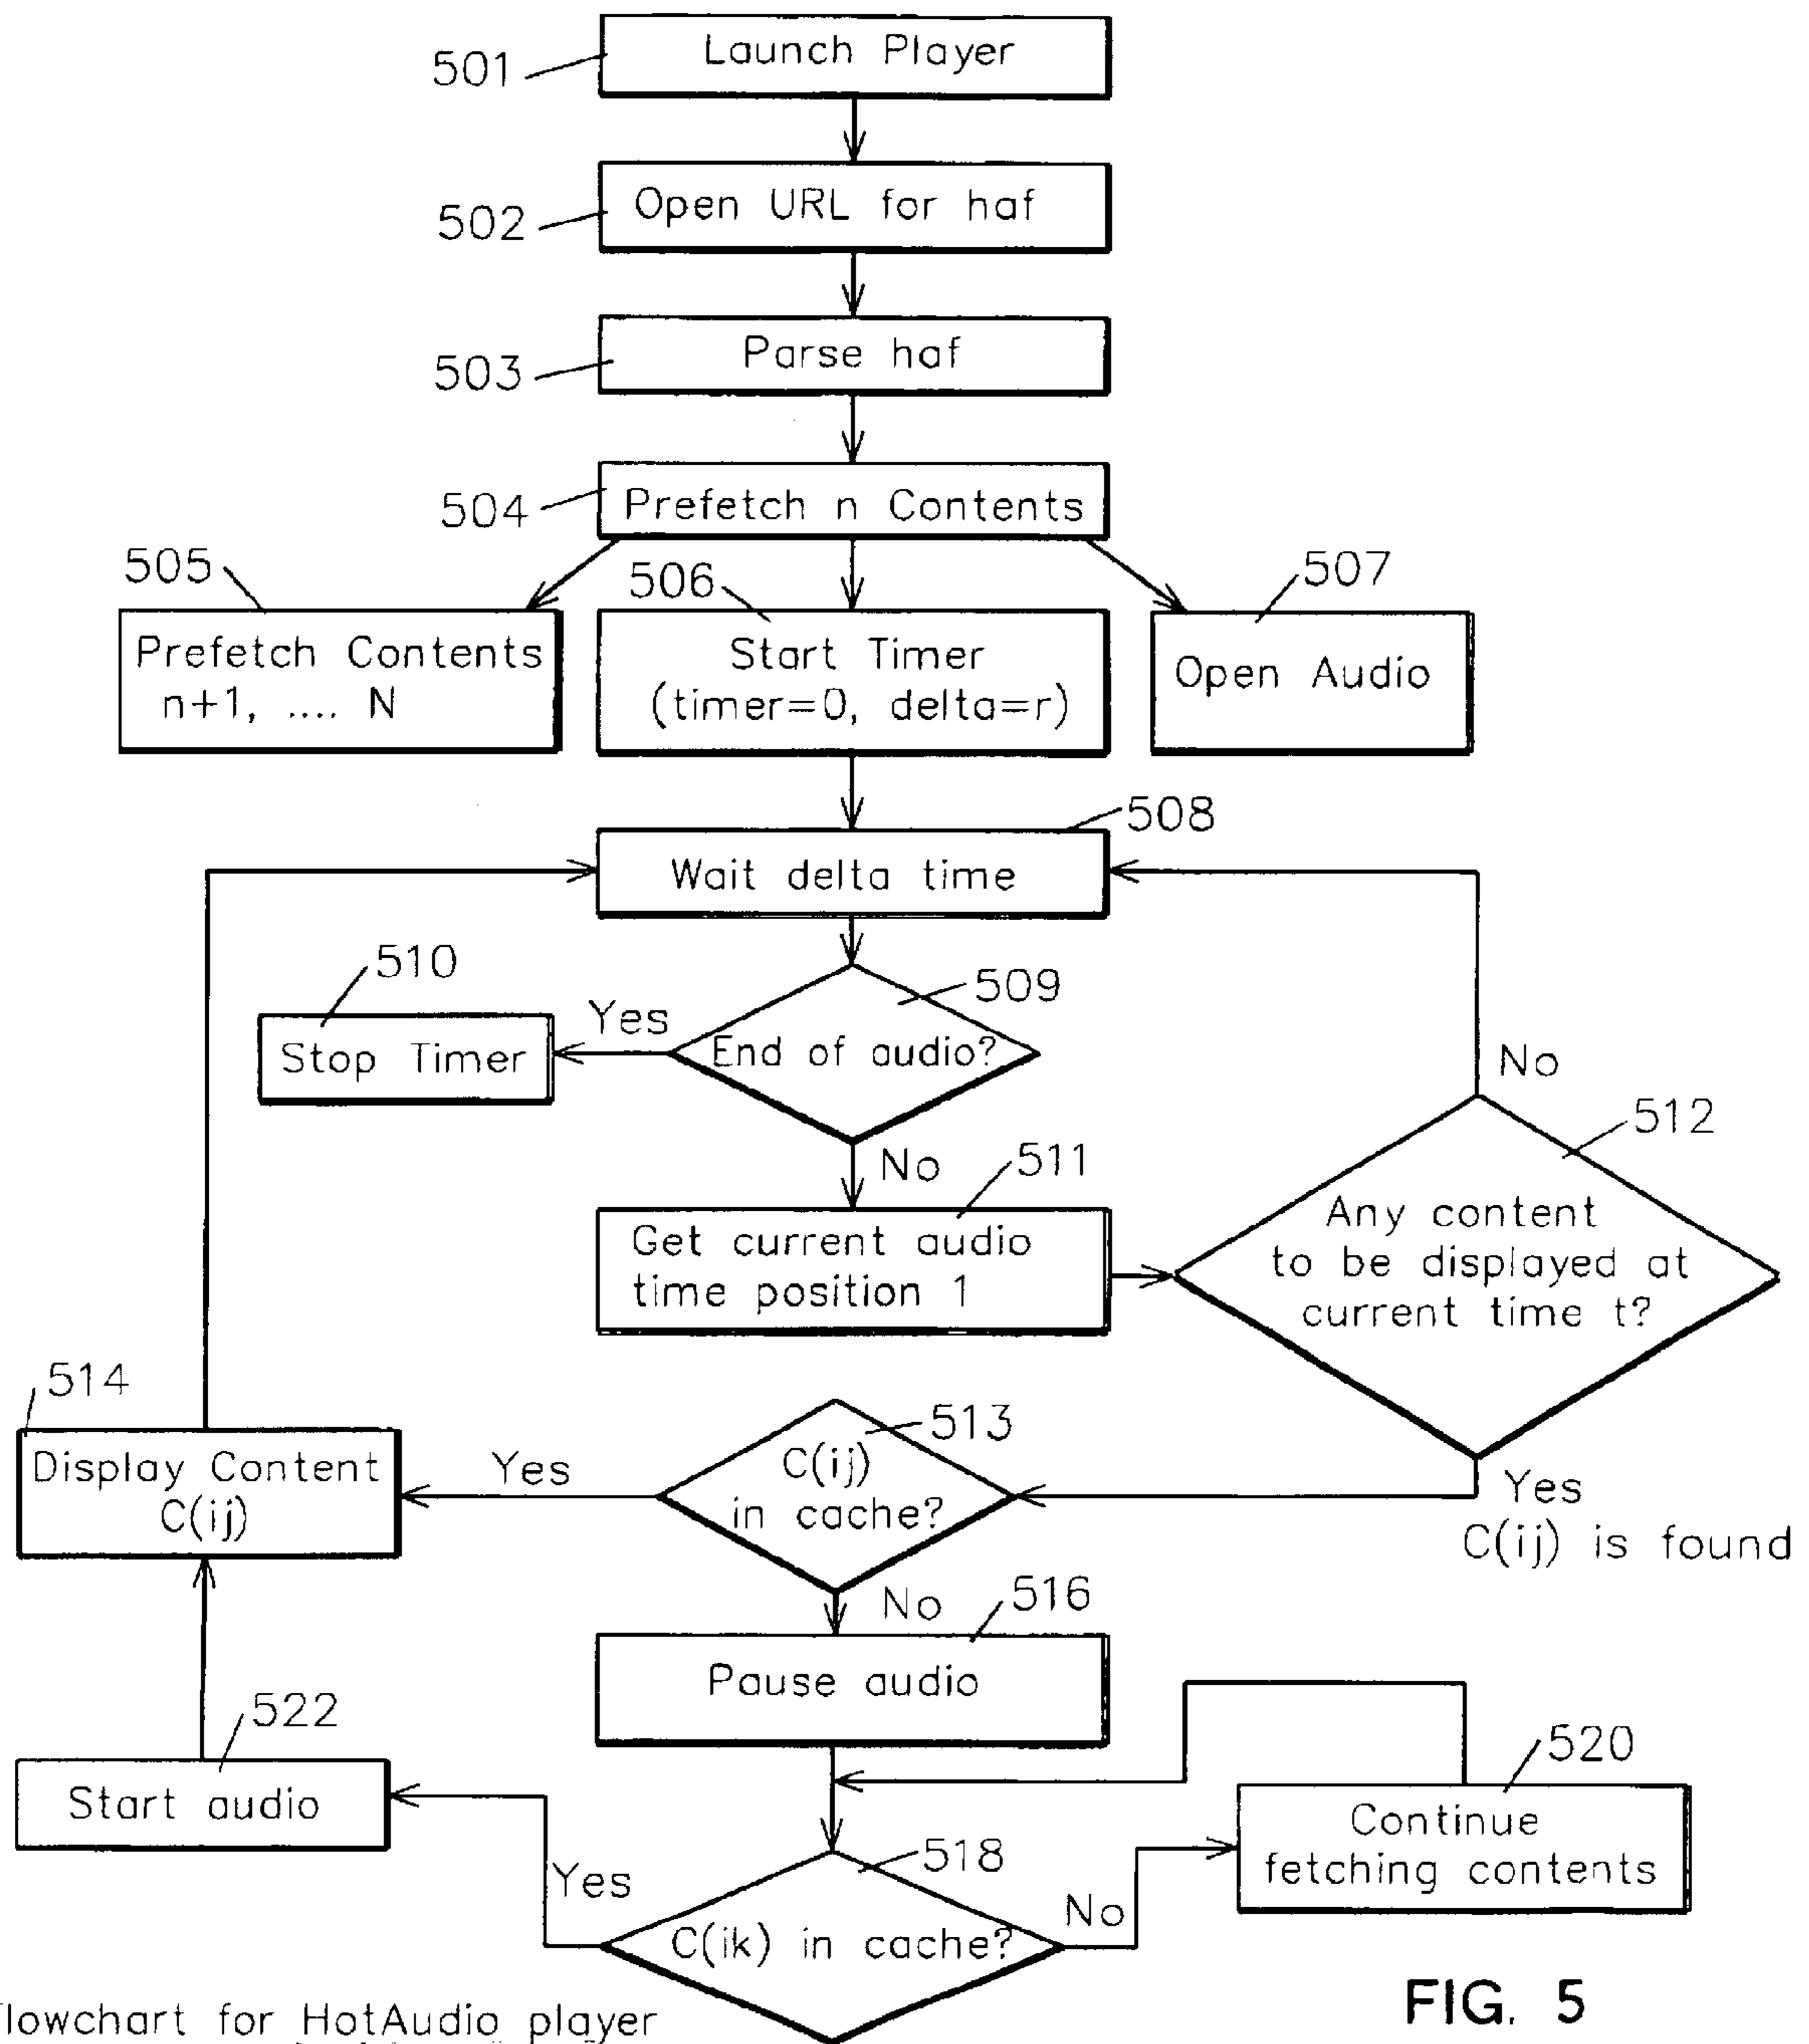 Launch Player
501
Open URL for haf
502
Parse haf
503
Prefetch n Contents
504
505
506
507
Prefetch Contents
n+1, .... N
Start Timer
(timer=0, delta=r)
Open Audio
508
Wait delta time
510
509
Yes
Stop Timer
End of audio?
No
No
511
512
Get current audio
time position 1
Any content
to be displayed at
current time t?
514
513
Display Content
C(ij)
Yes
C(ij)
in cache?
Yes
C(ij) is found
No
516
Pause audio
522
520
Start audio
Continue
fetching contents
518
Yes
No
C(ik) in cache?
FIG. 5
lowchart for HotAudio player